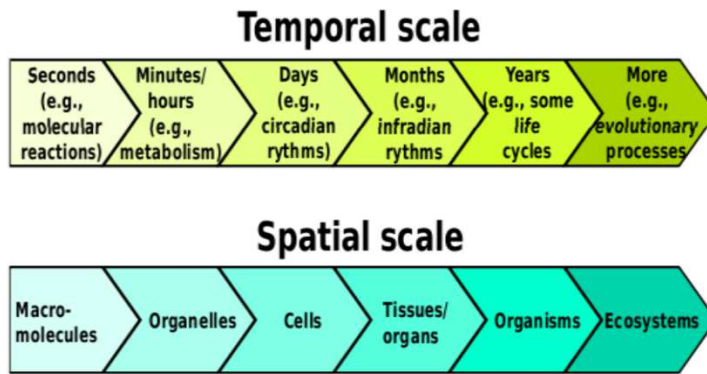 Temporal scale
Seconds
(e.g.,
molecular
reactions)
Minutes/
hours
(e.g.,
metabolism)
Days
(e.g.,
circadian
rythms)
Months
(e.g.,
infradian
rythms
Years
(e.g., some
life
cycles
More
(e.g.,
evolutionary
processes
Spatial scale
Macro-
molecules
Organelles
Cells
Tissues/
organs
Organisms
Ecosystems